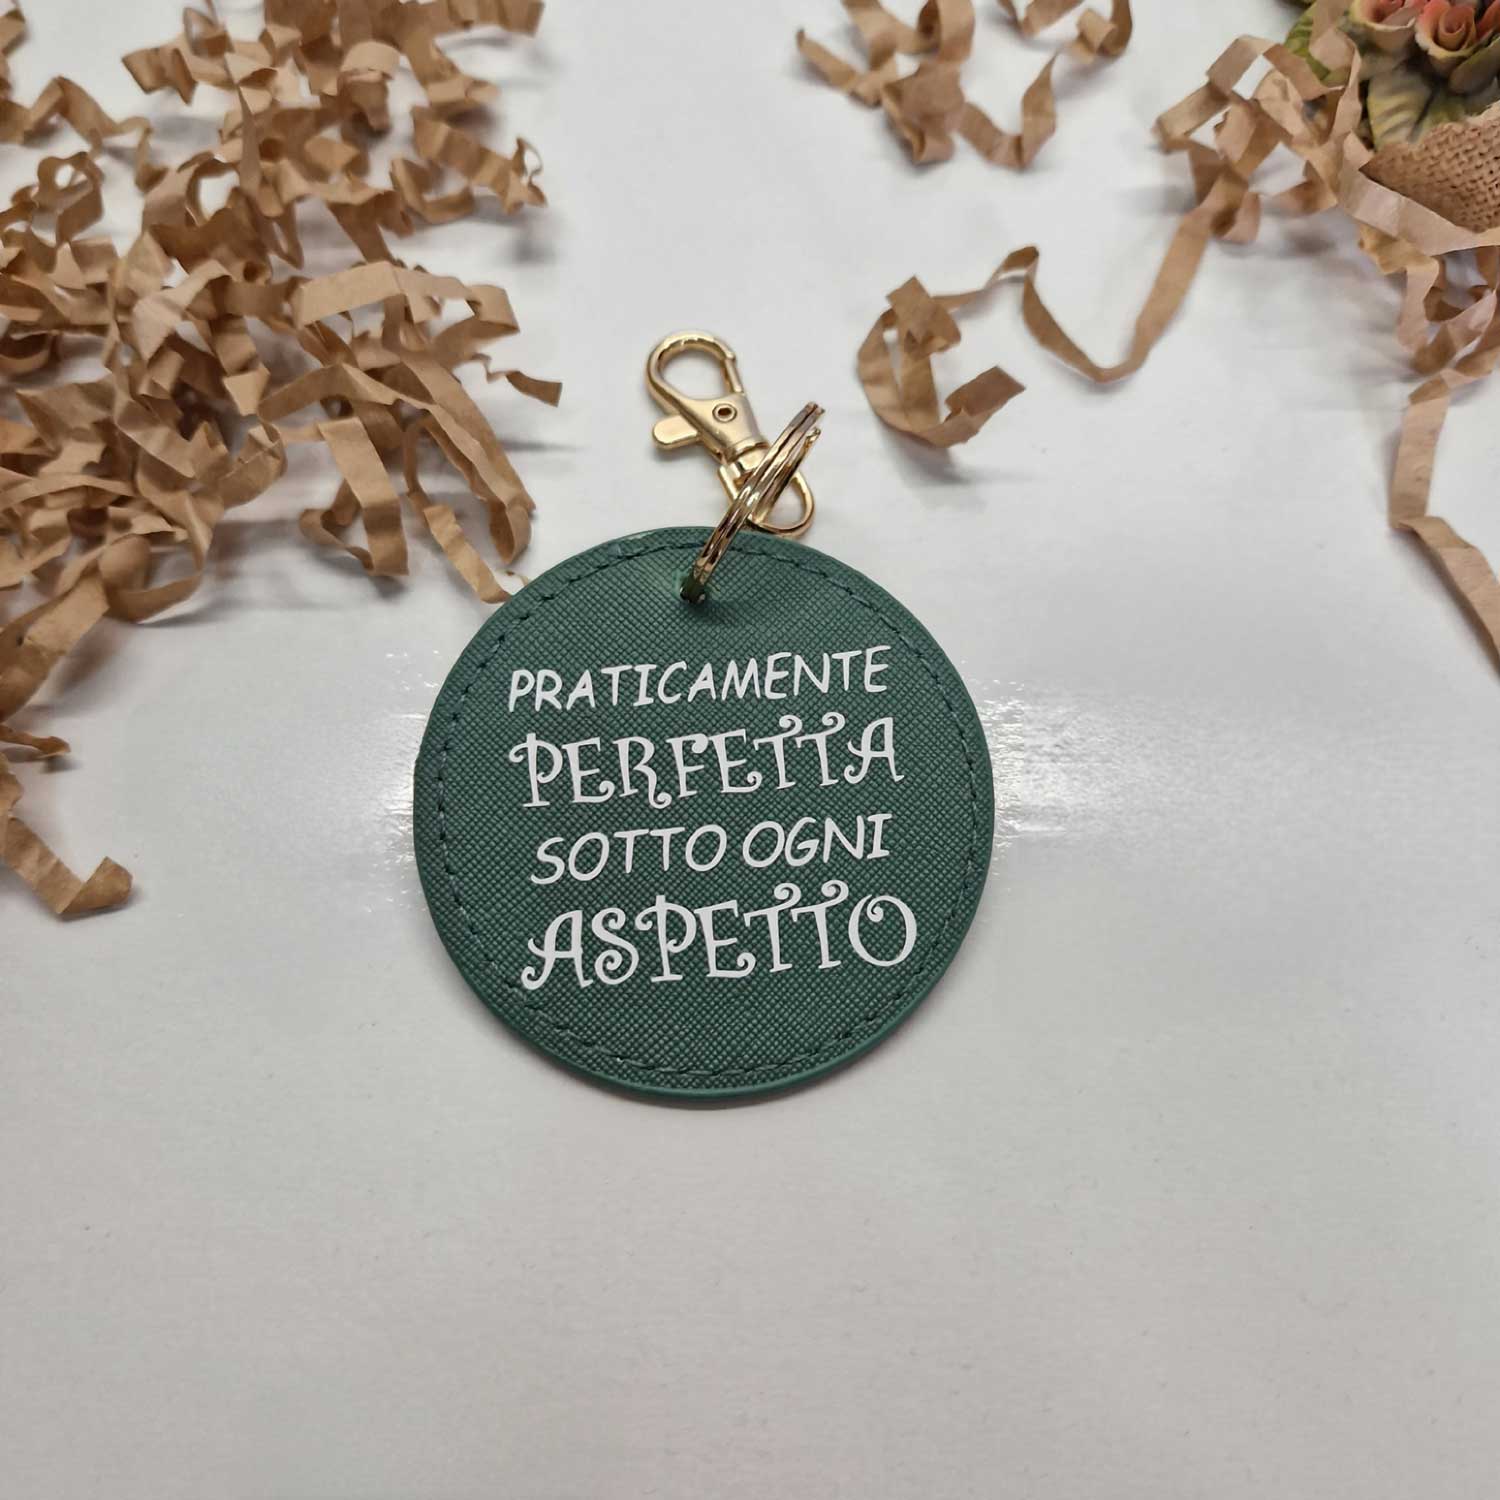 PRATICAMENTE
PERFETTA
SOTTO OGNI
ASPETTO